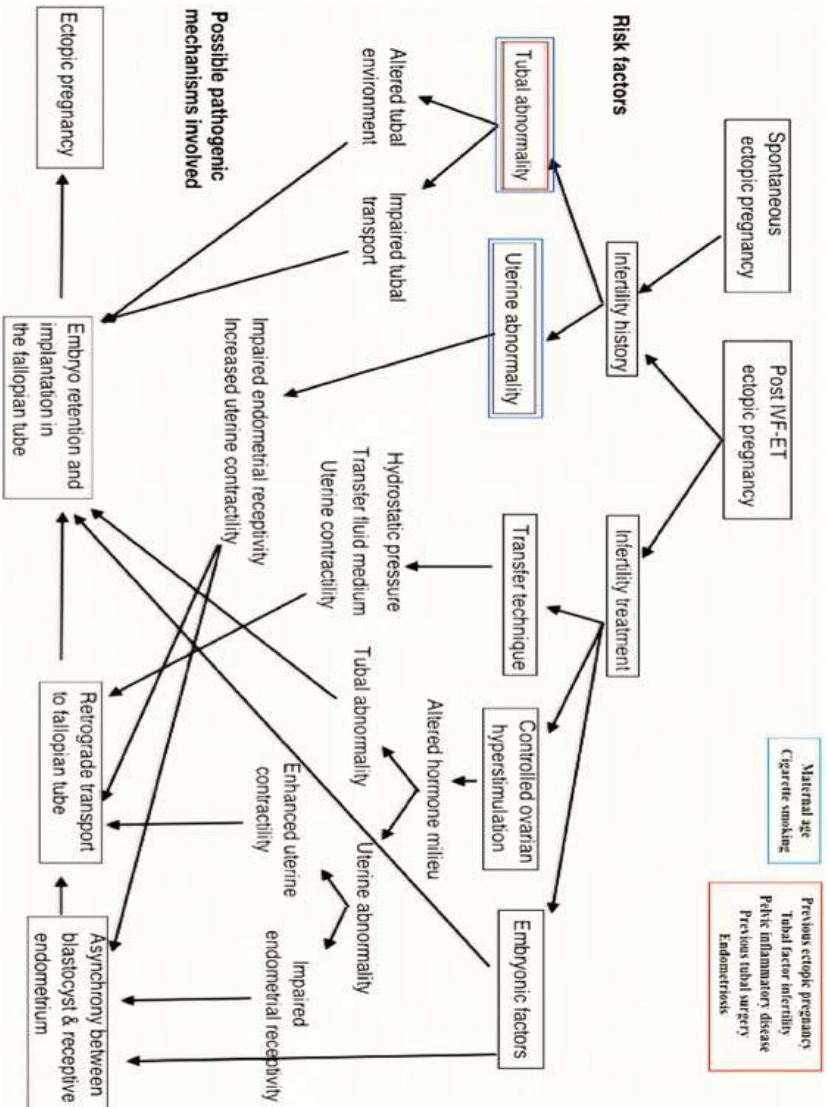 Maternal age
Cigarette smoking
Previous ectopic pregnancy
Tubal factor infertility
Pelvic inflammatory disease
Previous tubal surgery
Endometriosis
Spontaneous
ectopic pregnancy
Post IVF-ET
ectopic pregnancy
Risk factors
Infertility history
Infertility treatment
Tubal abnormality
Uterine abnormality
Transfer technique
Controlled ovarian
hyperstimulation
Embryonic factors
Altered tubal
environment
Impaired tubal
transport
Hydrostatic pressure
Transfer fluid medium
Uterine contractility
Altered hormone milieu
Tubal abnormality
Uterine abnormality
Impaired endometrial receptivity
Increased uterine contractility
Enhanced uterine
contractility
Impaired
endometrial receptivity
Possible pathogenic
mechanisms involved
Ectopic pregnancy
Embryo retention and
implantation in
the fallopian tube
Retrograde transport
to fallopian tube
Asynchrony between
blastocyst & receptive
endometrium